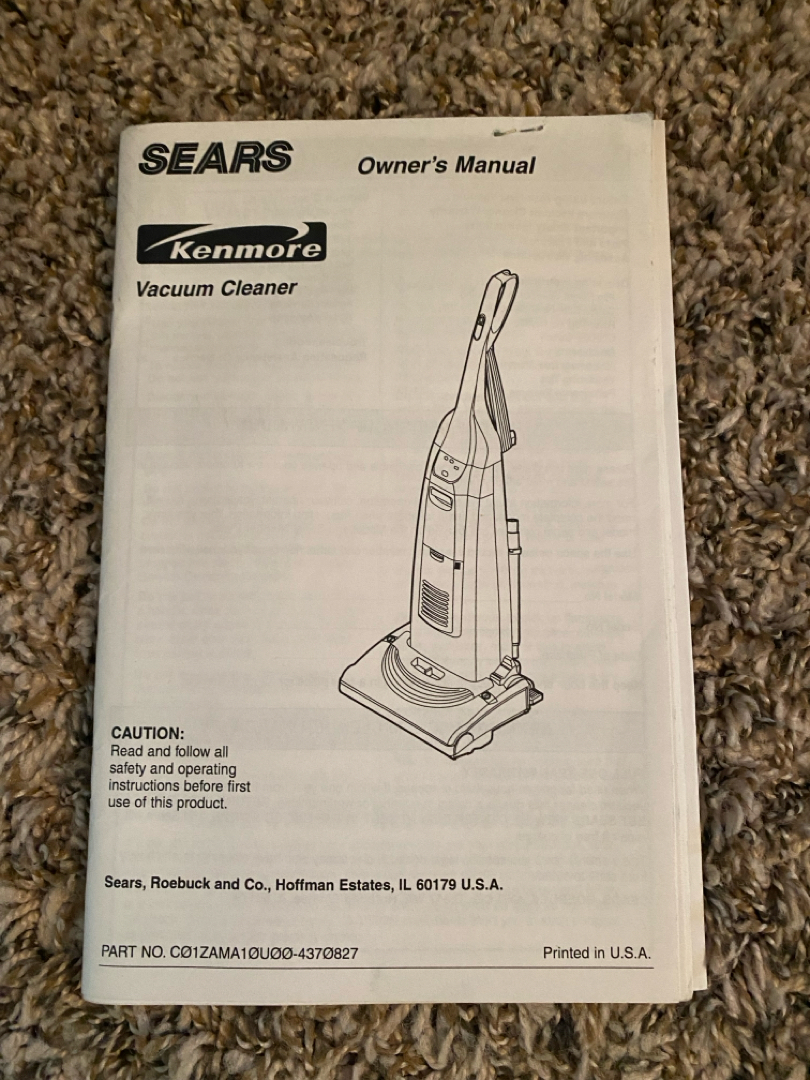 SEARS
Owner's Manual
Kenmore
Vacuum Cleaner
CAUTION:
Read and follow all
safety and operating
instructions before first
use of this product.
Sears, Roebuck and Co., Hoffman Estates, IL 60179 U.S.A.
PART NO. CØ1ZAMA1ØUØØ-437Ø827
Printed in U.S.A.